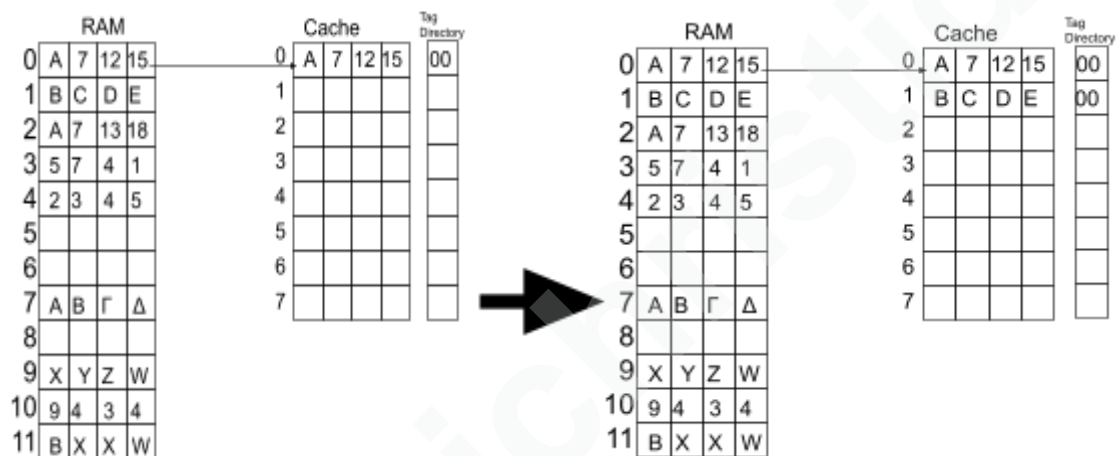 RAM Cache Tag Directory
0 A 7 12 15 0 A 7 12 15 00
1 B C D E 1
2 A 7 13 18 2
3 5 7 4 1 3
4 2 3 4 5 4
5 5
6 6
7 Α Β Γ Δ 7
8
9 X Y Z W
10 9 4 3 4
11 B X X W
RAM Cache Tag Directory
0 A 7 12 15 0 A 7 12 15 00
1 B C D E 1 B C D E 00
2 A 7 13 18 2
3 5 7 4 1 3
4 2 3 4 5 4
5 5
6 6
7 Α Β Γ Δ 7
8
9 X Y Z W
10 9 4 3 4
11 B X X W